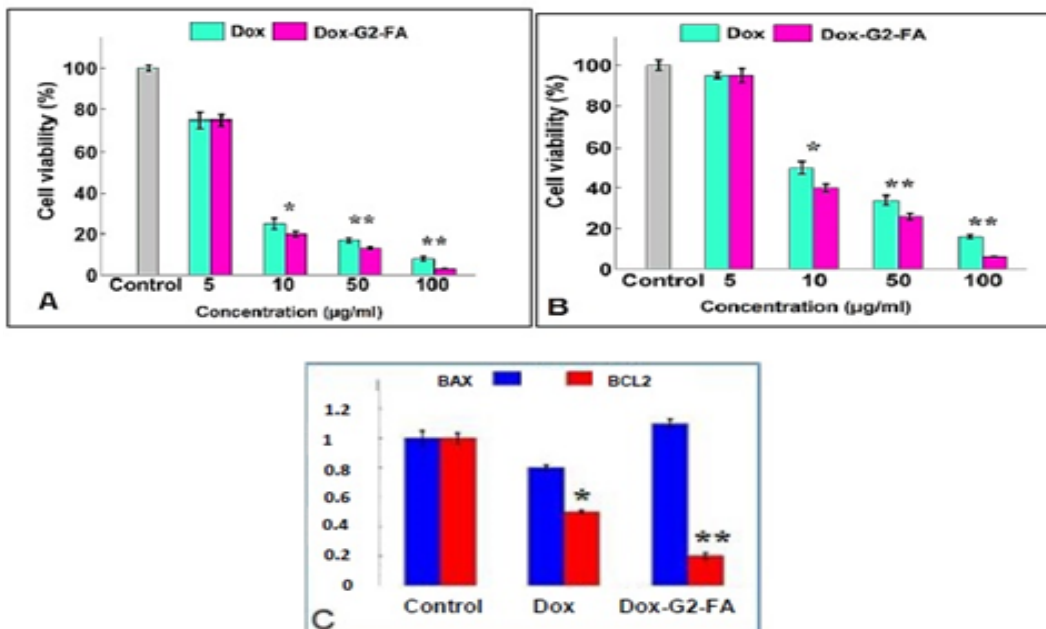 Dox Dox-G2-FA
Cell viability (%)
100
80
60
40
20
0
*
**
**
Control 5 10 50 100
Concentration (µg/ml)
A
Dox Dox-G2-FA
Cell viability (%)
100
80
60
40
20
0
*
**
**
Control 5 10 50 100
Concentration (µg/ml)
B
BAX BCL2
1.2
1
0.8
0.6
0.4
0.2
0
*
**
Control Dox Dox-G2-FA
C